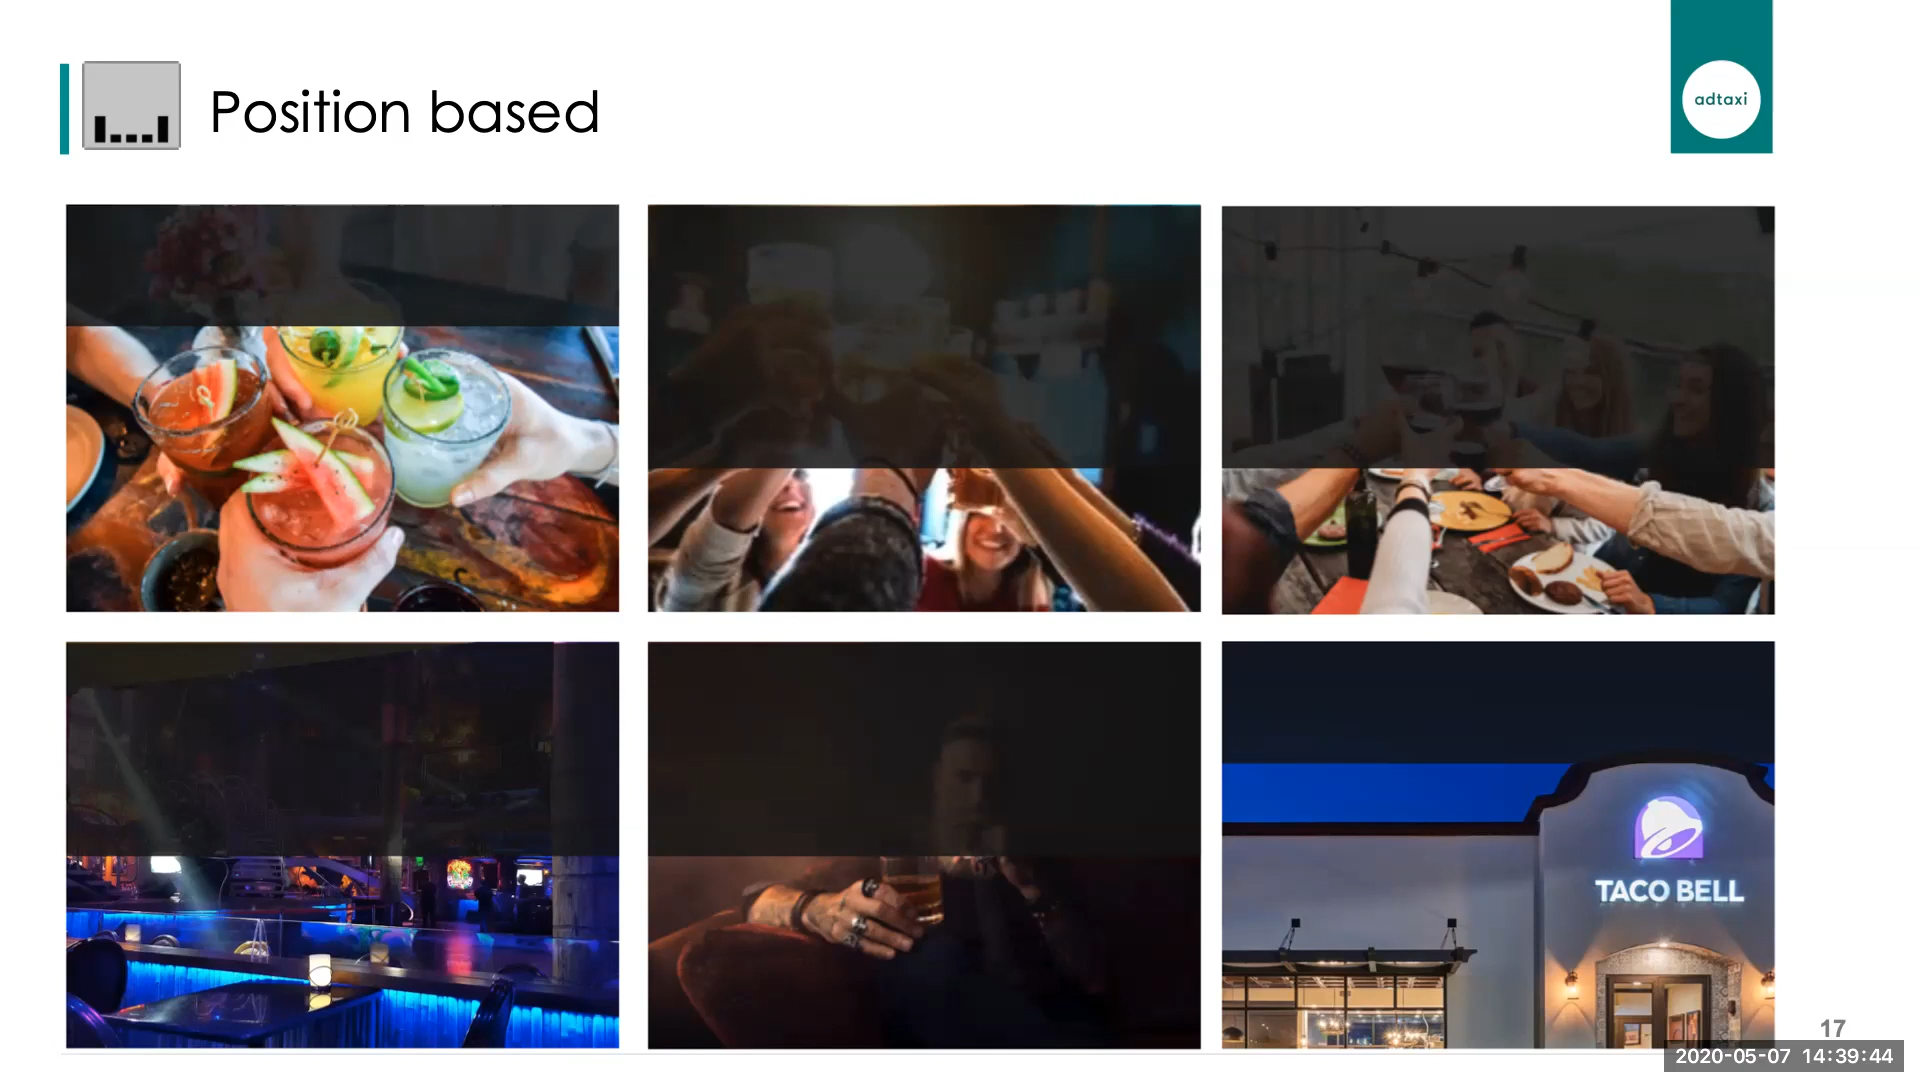 Position based
adtaxi
TACO BELL
17
2020-05-07 14:39:44